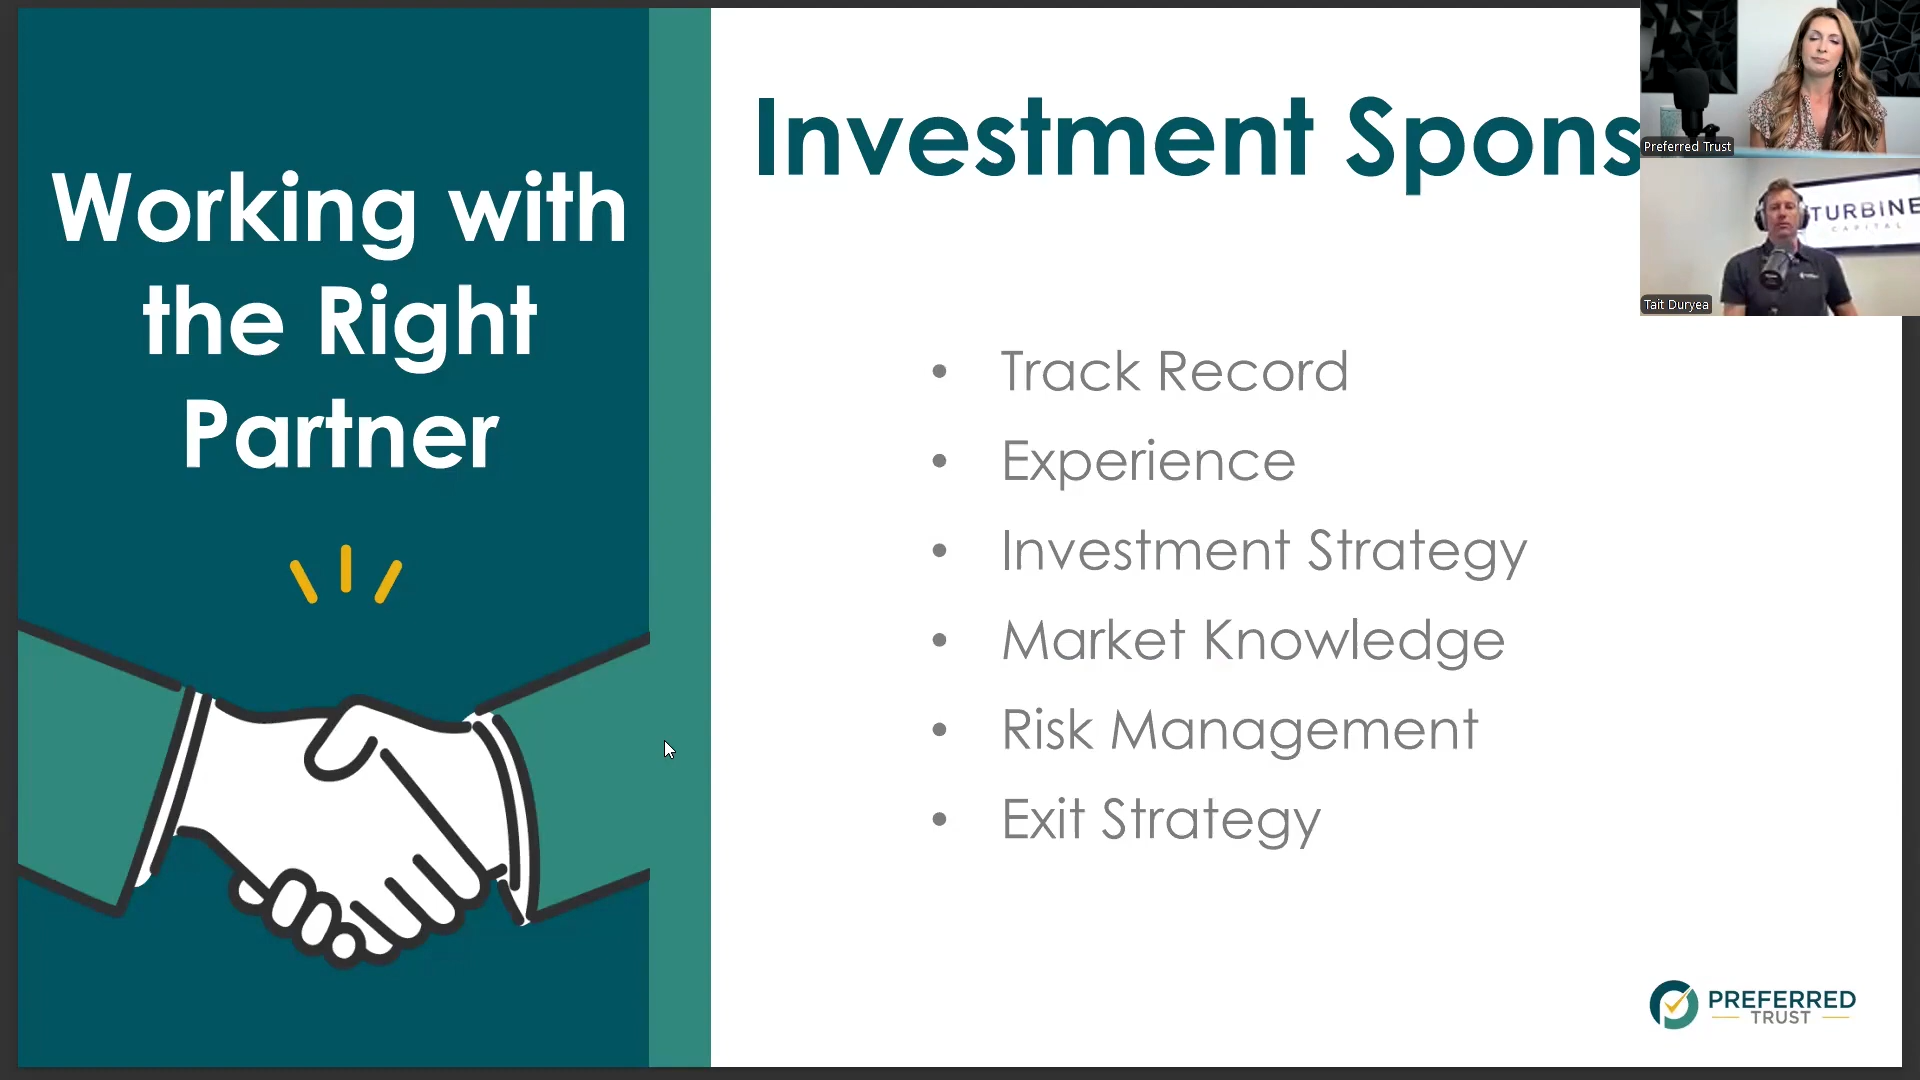 Working with
the Right
Partner
Investment Spons
Track Record
Experience
Investment Strategy
Market Knowledge
Risk Management
Exit Strategy
Preferred Trust
TURBINE
CAPITAL
Tait Duryea
PREFERRED
TRUST